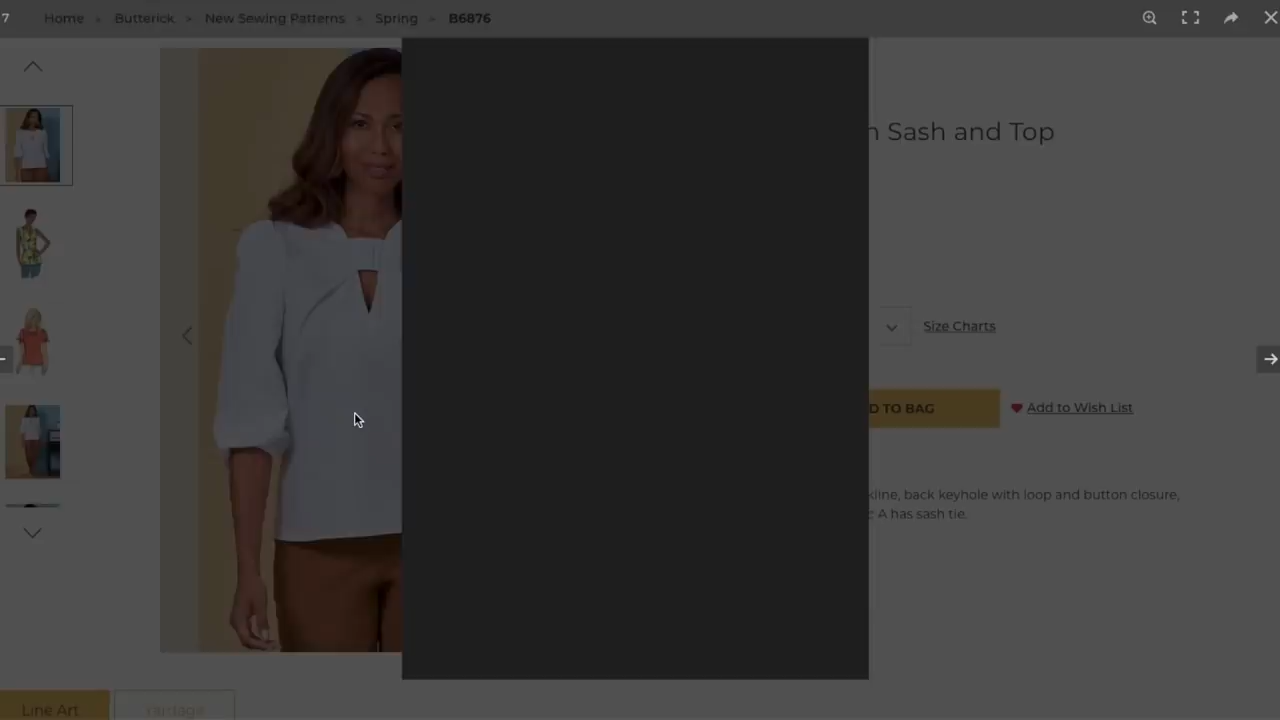 7 Home > Butterick > New Sewing Patterns > Spring > B6876
n Sash and Top
Size Charts
D TO BAG
Add to Wish List
kline, back keyhole with loop and button closure,
A has sash tie.
Line Art
Yardage